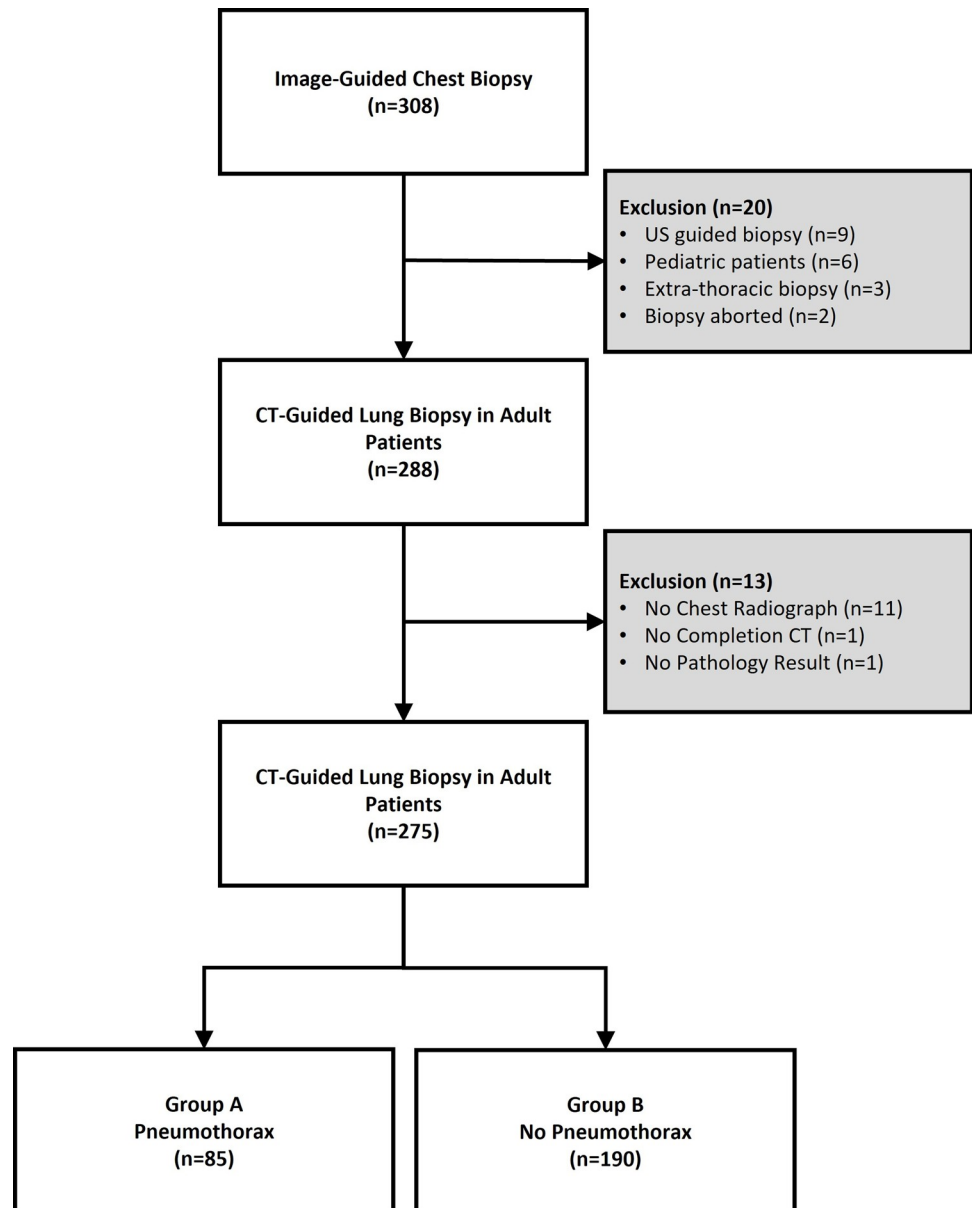 Image-Guided Chest Biopsy
(n=308)
Exclusion (n=20)
• US guided biopsy (n=9)
• Pediatric patients (n=6)
• Extra-thoracic biopsy (n=3)
• Biopsy aborted (n=2)
CT-Guided Lung Biopsy in Adult
Patients
(n=288)
Exclusion (n=13)
• No Chest Radiograph (n=11)
• No Completion CT (n=1)
• No Pathology Result (n=1)
CT-Guided Lung Biopsy in Adult
Patients
(n=275)
Group A
Pneumothorax
(n=85)
Group B
No Pneumothorax
(n=190)